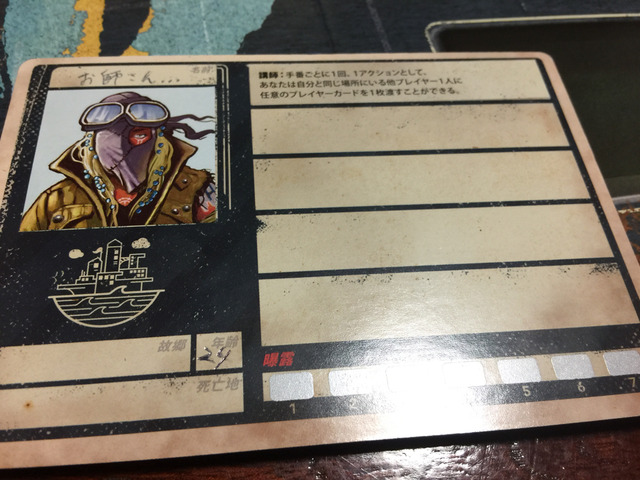 お師さん...
名前
講師：手番ごとに1回、1アクションとして、
あなたは自分と同じ場所にいる他プレイヤー1人に
任意のプレイヤーカードを1枚渡すことができる。
故郷
年齢
24
死亡地
曝露
1
5
6
7